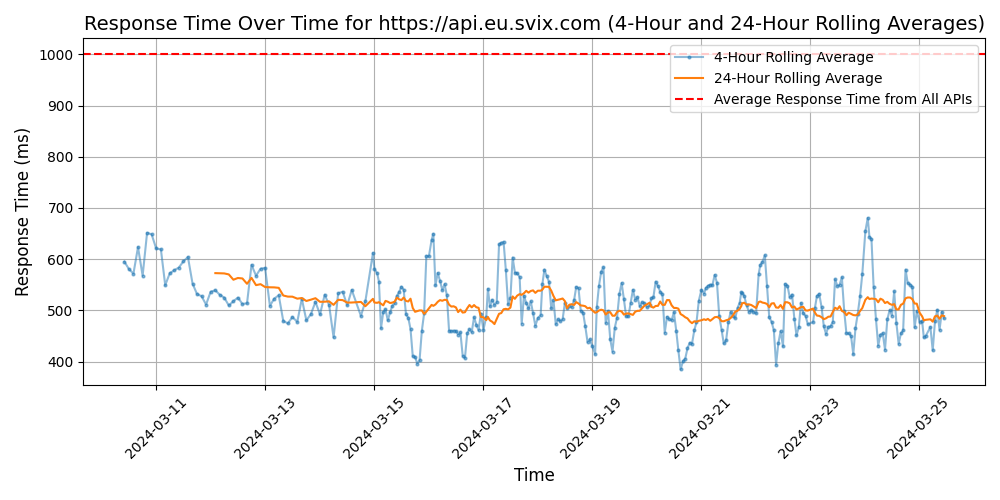 Response Time Over Time for https://api.eu.svix.com (4-Hour and 24-Hour Rolling Averages)
4-Hour Rolling Average
24-Hour Rolling Average
Average Response Time from All APIs
Response Time (ms)
1000
900
800
700
600
500
400
2024-03-11
2024-03-13
2024-03-15
2024-03-17
2024-03-19
2024-03-21
2024-03-23
2024-03-25
Time